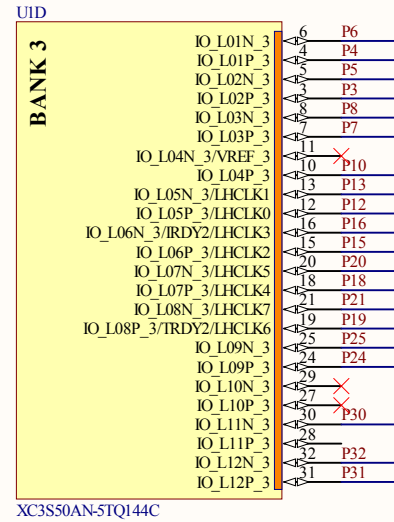 U1D
BANK 3
IO_L01N_3 6 P6
IO_L01P_3 4 P4
IO_L02N_3 5 P5
IO_L02P_3 3 P3
IO_L03N_3 8 P8
IO_L03P_3 7 P7
IO_L04N_3/VREF_3 11
IO_L04P_3 10 P10
IO_L05N_3/LHCLK1 13 P13
IO_L05P_3/LHCLK0 12 P12
IO_L06N_3/IRDY2/LHCLK3 16 P16
IO_L06P_3/LHCLK2 15 P15
IO_L07N_3/LHCLK5 20 P20
IO_L07P_3/LHCLK4 18 P18
IO_L08N_3/LHCLK7 21 P21
IO_L08P_3/TRDY2/LHCLK6 19 P19
IO_L09N_3 25 P25
IO_L09P_3 24 P24
IO_L10N_3 29
IO_L10P_3 27
IO_L11N_3 30 P30
IO_L11P_3 28
IO_L12N_3 32 P32
IO_L12P_3 31 P31
XC3S50AN-5TQ144C